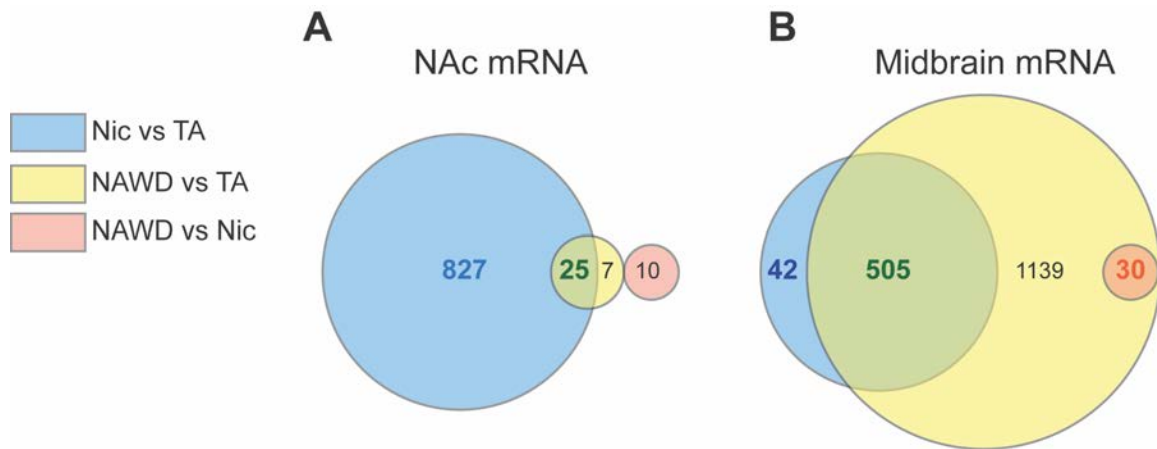 A
NAc mRNA
B
Midbrain mRNA
Nic vs TA
NAWD vs TA
NAWD vs Nic
827
25
7
10
42
505
1139
30